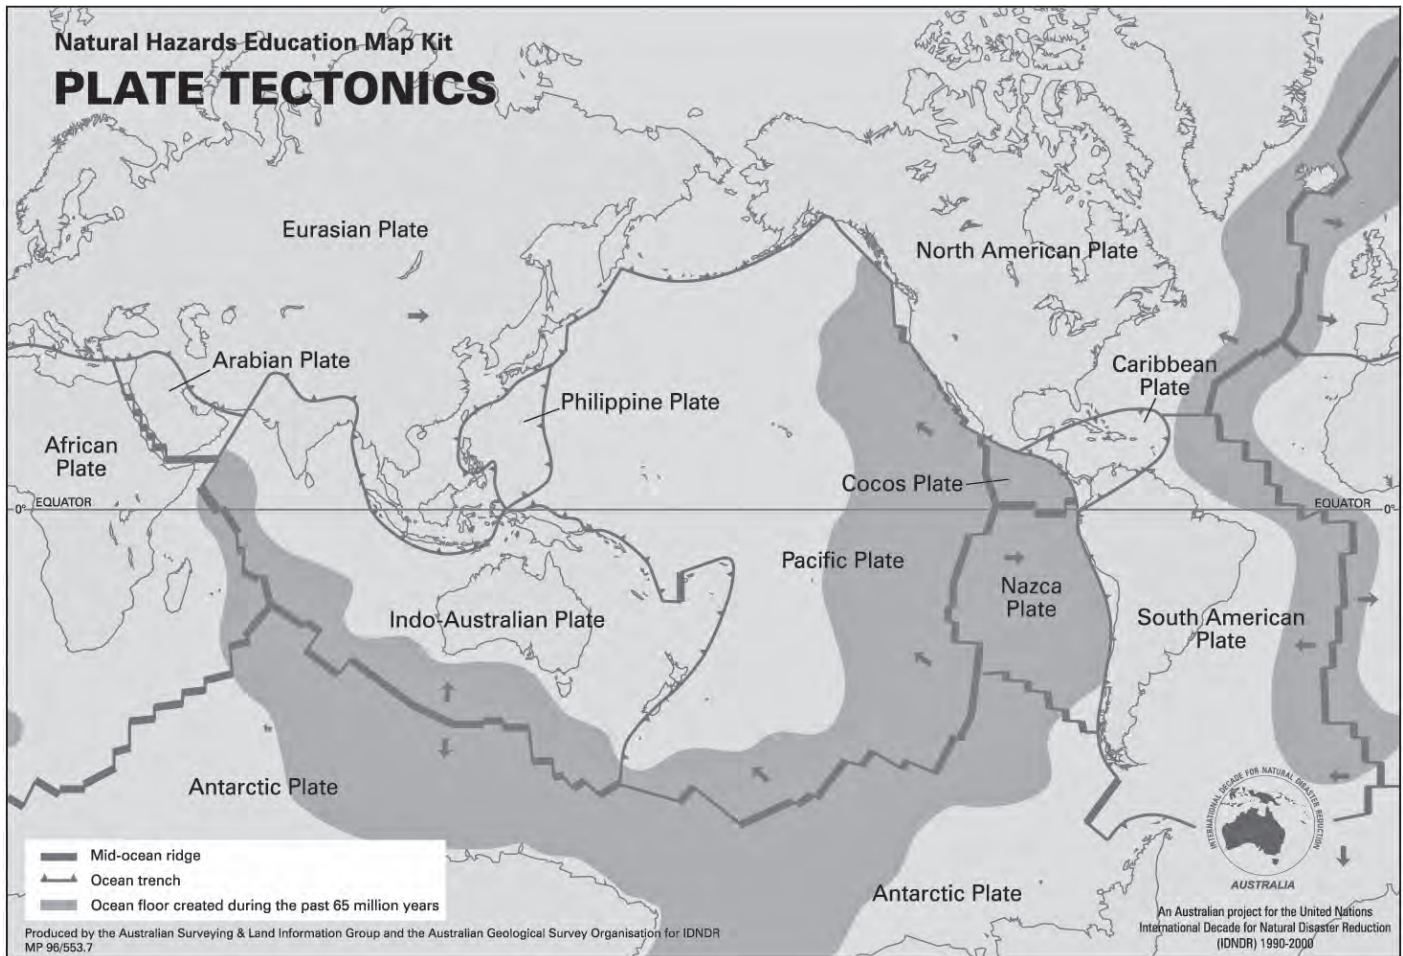 Natural Hazards Education Map Kit
PLATE TECTONICS
Eurasian Plate
North American Plate
Arabian Plate
Caribbean
Plate
Philippine Plate
African
Plate
Cocos Plate
0°
EQUATOR
EQUATOR
0°
Pacific Plate
Nazca
Plate
Indo-Australian Plate
South American
Plate
Antarctic Plate
INTERNATIONAL DECADE FOR NATURAL DISASTER REDUCTION
AUSTRALIA
Mid-ocean ridge
Ocean trench
Ocean floor created during the past 65 million years
Antarctic Plate
An Australian project for the United Nations
International Decade for Natural Disaster Reduction
(IDNDR) 1990-2000
Produced by the Australian Surveying & Land Information Group and the Australian Geological Survey Organisation for IDNDR
MP 96/553.7